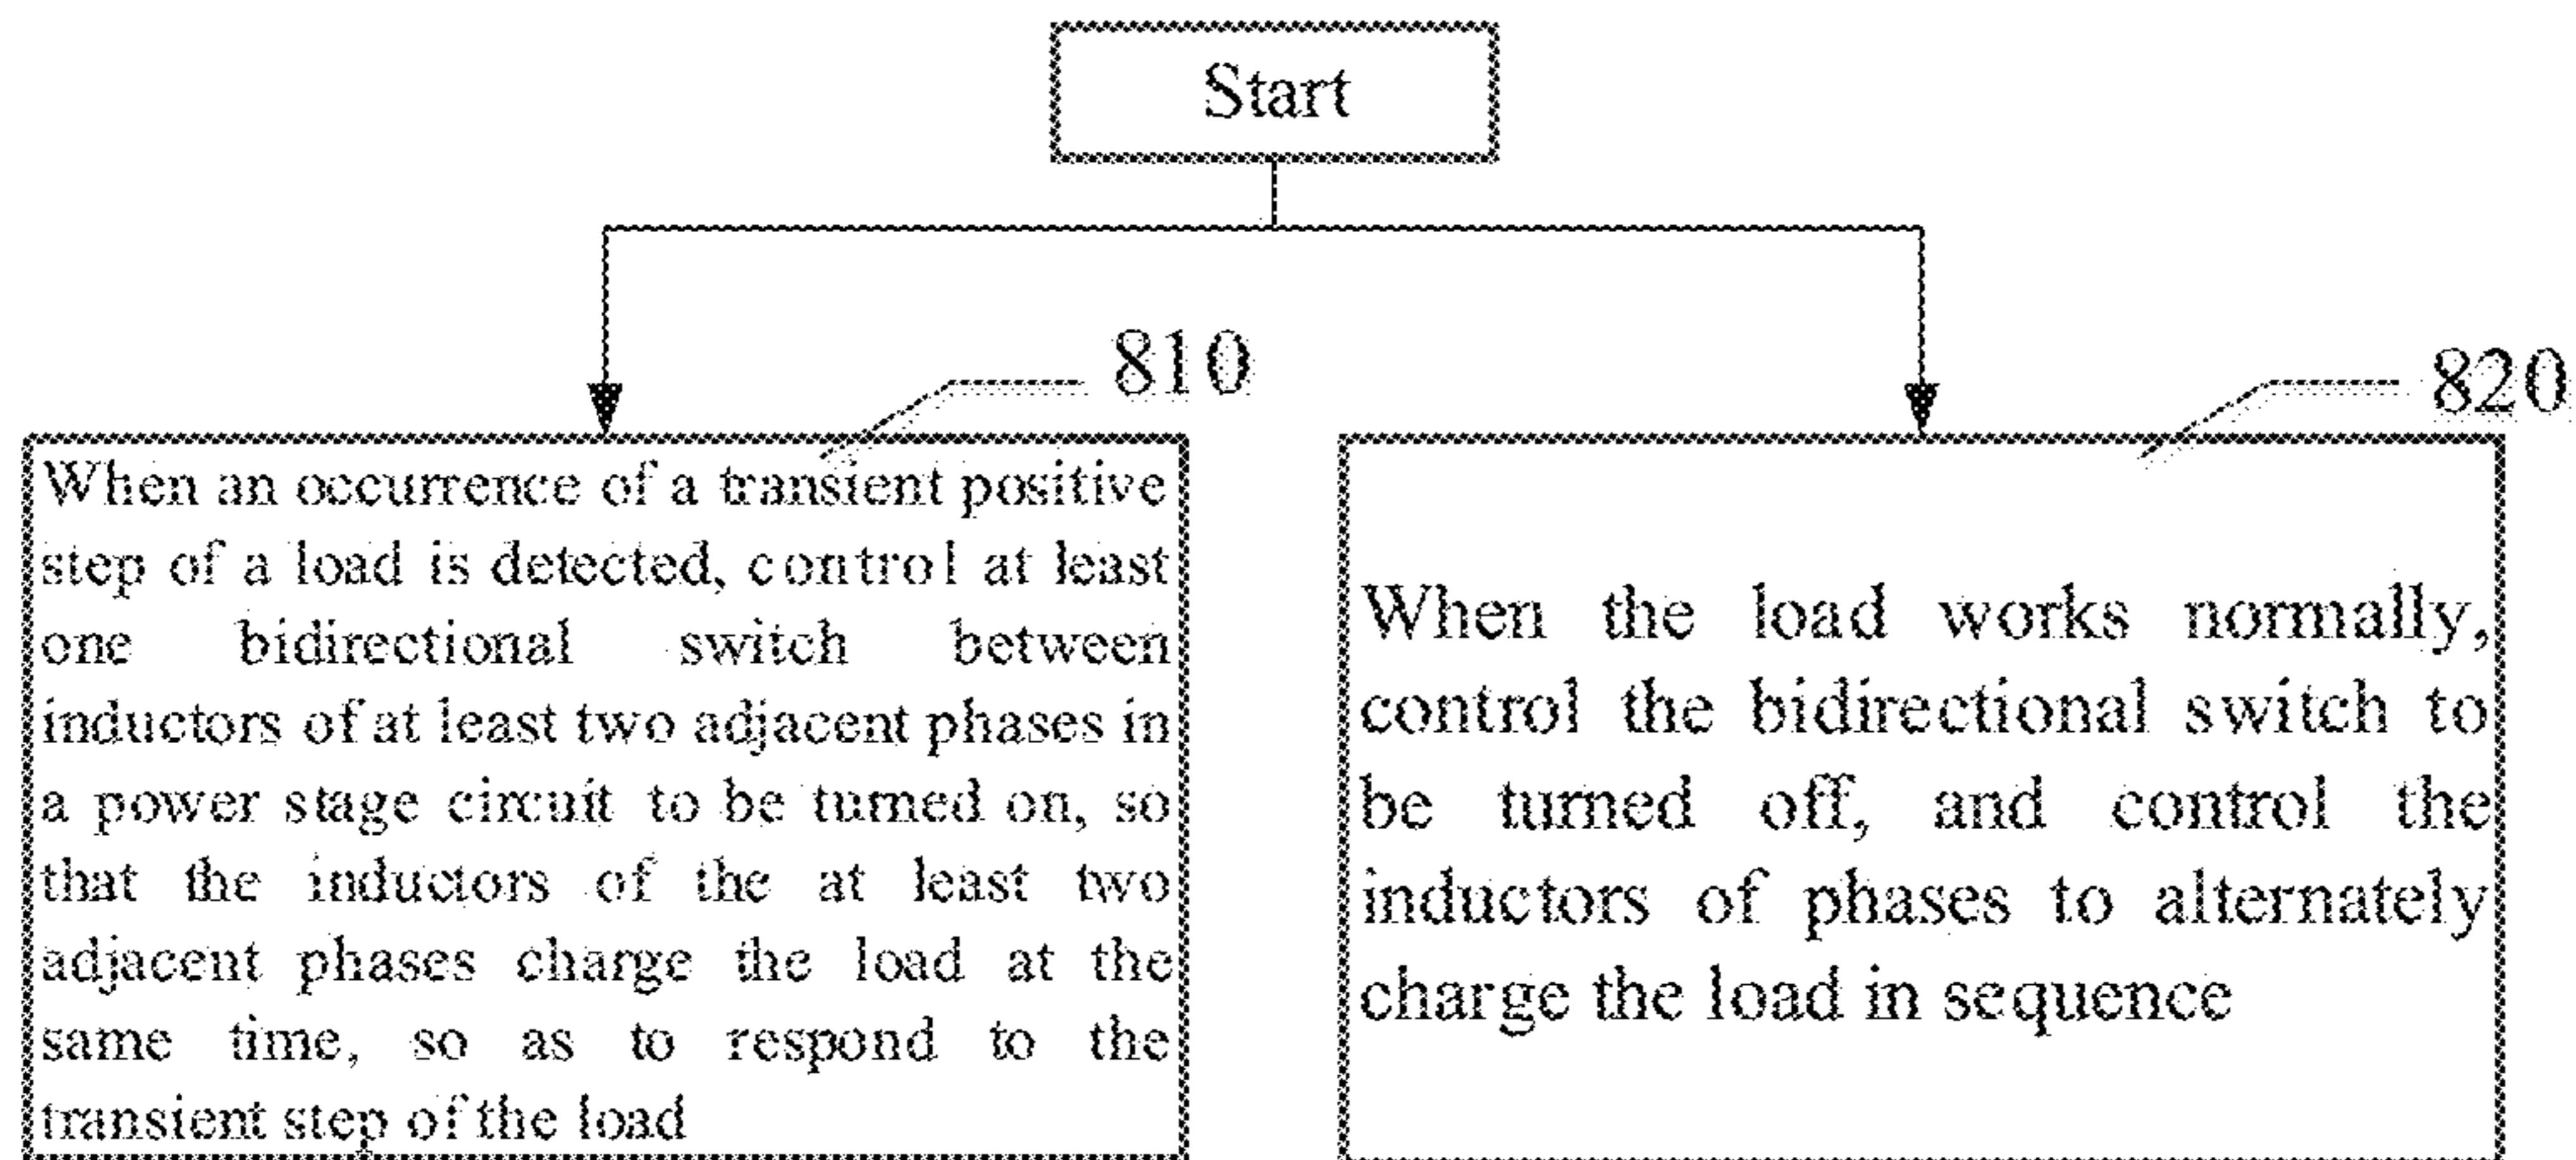 Start
810
820
When an occurrence of a transient positive
step of a load is detected, control at least
one bidirectional switch between
inductors of at least two adjacent phases in
a power stage circuit to be turned on, so
that the inductors of the at least two
adjacent phases charge the load at the
same time, so as to respond to the
transient step of the load
When the load works normally,
control the bidirectional switch to
be turned off, and control the
inductors of phases to alternately
charge the load in sequence